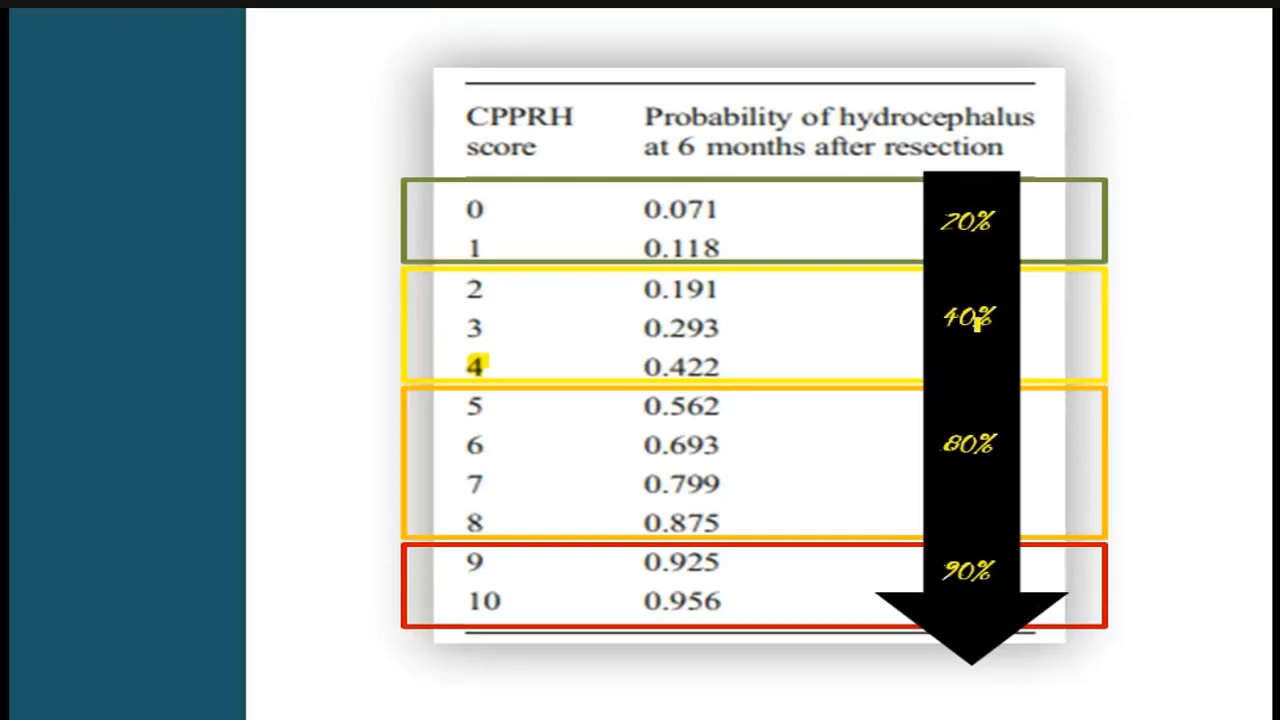 CPPRH Probability of hydrocephalus
score at 6 months after resection
0 0.071
20%
1 0.118
2 0.191
3 0.293 40%
4 0.422
5 0.562
6 0.693 80%
7 0.799
8 0.875
9 0.925 90%
10 0.956